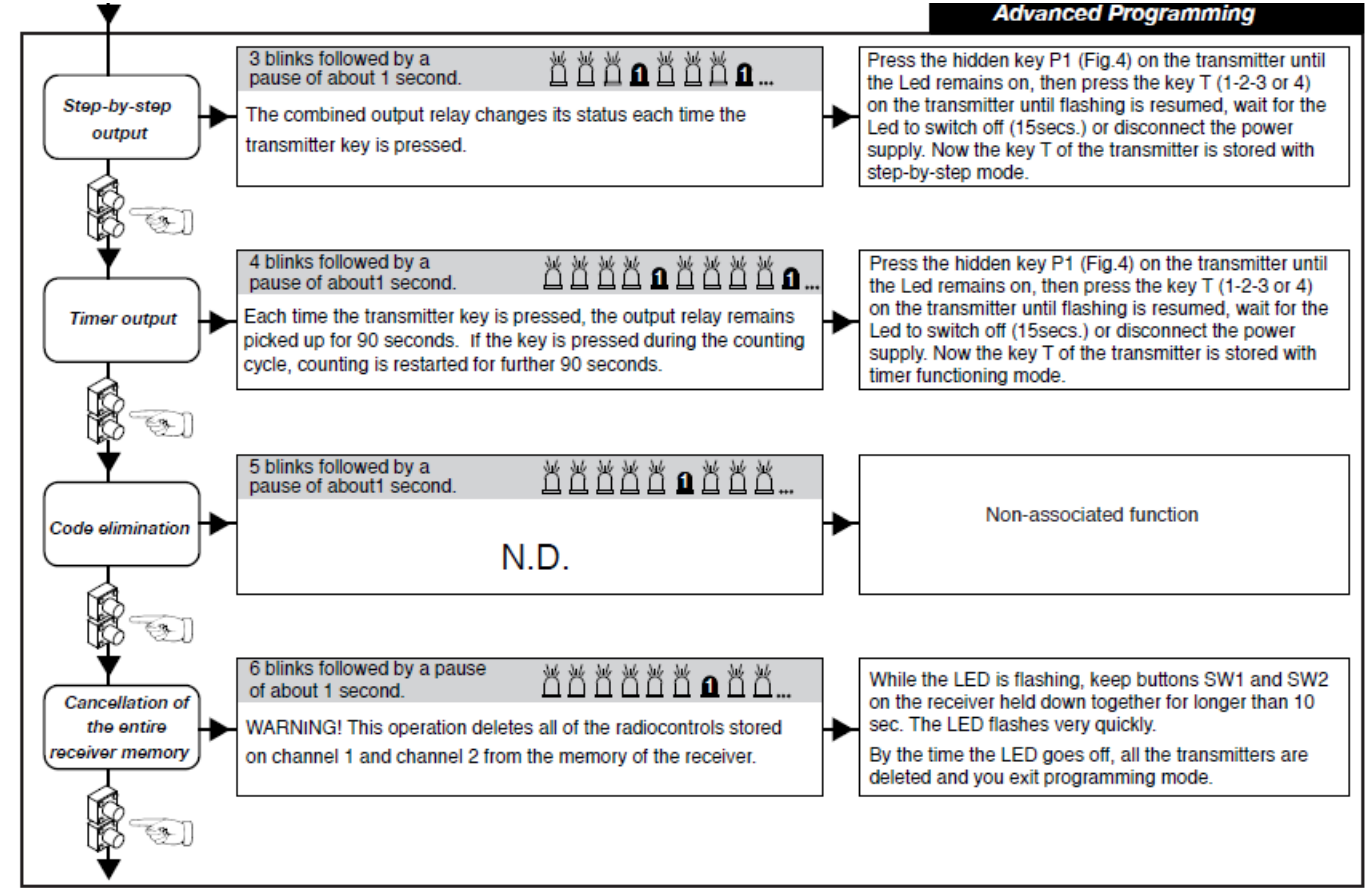 Advanced Programming
Step-by-step
output
3 blinks followed by a
pause of about 1 second.
1 1 ...
The combined output relay changes its status each time the
transmitter key is pressed.
Press the hidden key P1 (Fig.4) on the transmitter until
the Led remains on, then press the key T (1-2-3 or 4)
on the transmitter until flashing is resumed, wait for the
Led to switch off (15secs.) or disconnect the power
supply. Now the key T of the transmitter is stored with
step-by-step mode.
Timer output
4 blinks followed by a
pause of about1 second.
1 1 ...
Each time the transmitter key is pressed, the output relay remains
picked up for 90 seconds. If the key is pressed during the counting
cycle, counting is restarted for further 90 seconds.
Press the hidden key P1 (Fig.4) on the transmitter until
the Led remains on, then press the key T (1-2-3 or 4)
on the transmitter until flashing is resumed, wait for the
Led to switch off (15secs.) or disconnect the power
supply. Now the key T of the transmitter is stored with
timer functioning mode.
Code elimination
5 blinks followed by a
pause of about1 second.
1 ...
N.D.
Non-associated function
Cancellation of
the entire
receiver memory
6 blinks followed by a pause
of about 1 second.
1 ...
WARNING! This operation deletes all of the radiocontrols stored
on channel 1 and channel 2 from the memory of the receiver.
While the LED is flashing, keep buttons SW1 and SW2
on the receiver held down together for longer than 10
sec. The LED flashes very quickly.
By the time the LED goes off, all the transmitters are
deleted and you exit programming mode.